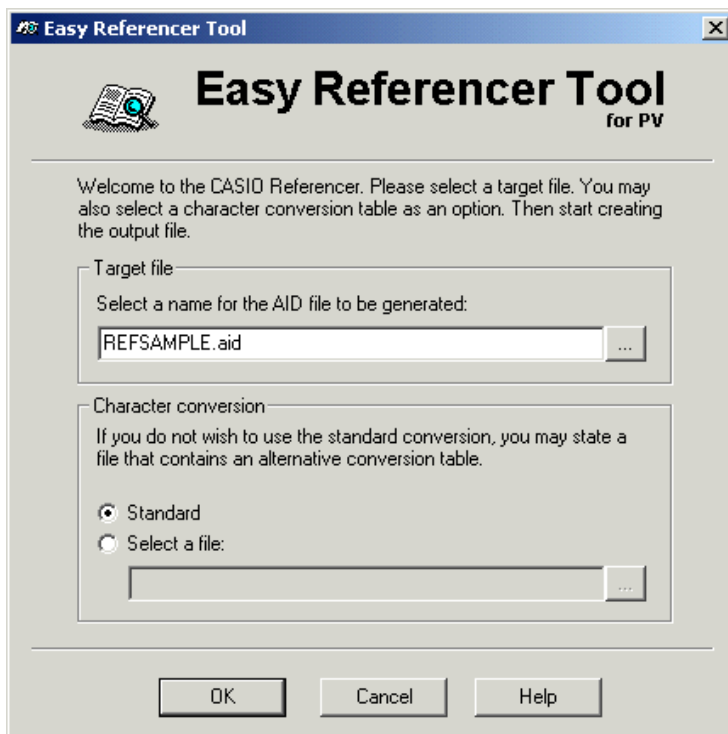 Easy Referencer Tool
Easy Referencer Tool
for PV
Welcome to the CASIO Referencer. Please select a target file. You may
also select a character conversion table as an option. Then start creating
the output file.
Target file
Select a name for the AID file to be generated:
REFSAMPLE.aid
...
Character conversion
If you do not wish to use the standard conversion, you may state a
file that contains an alternative conversion table.
Standard
Select a file:
...
OK Cancel Help